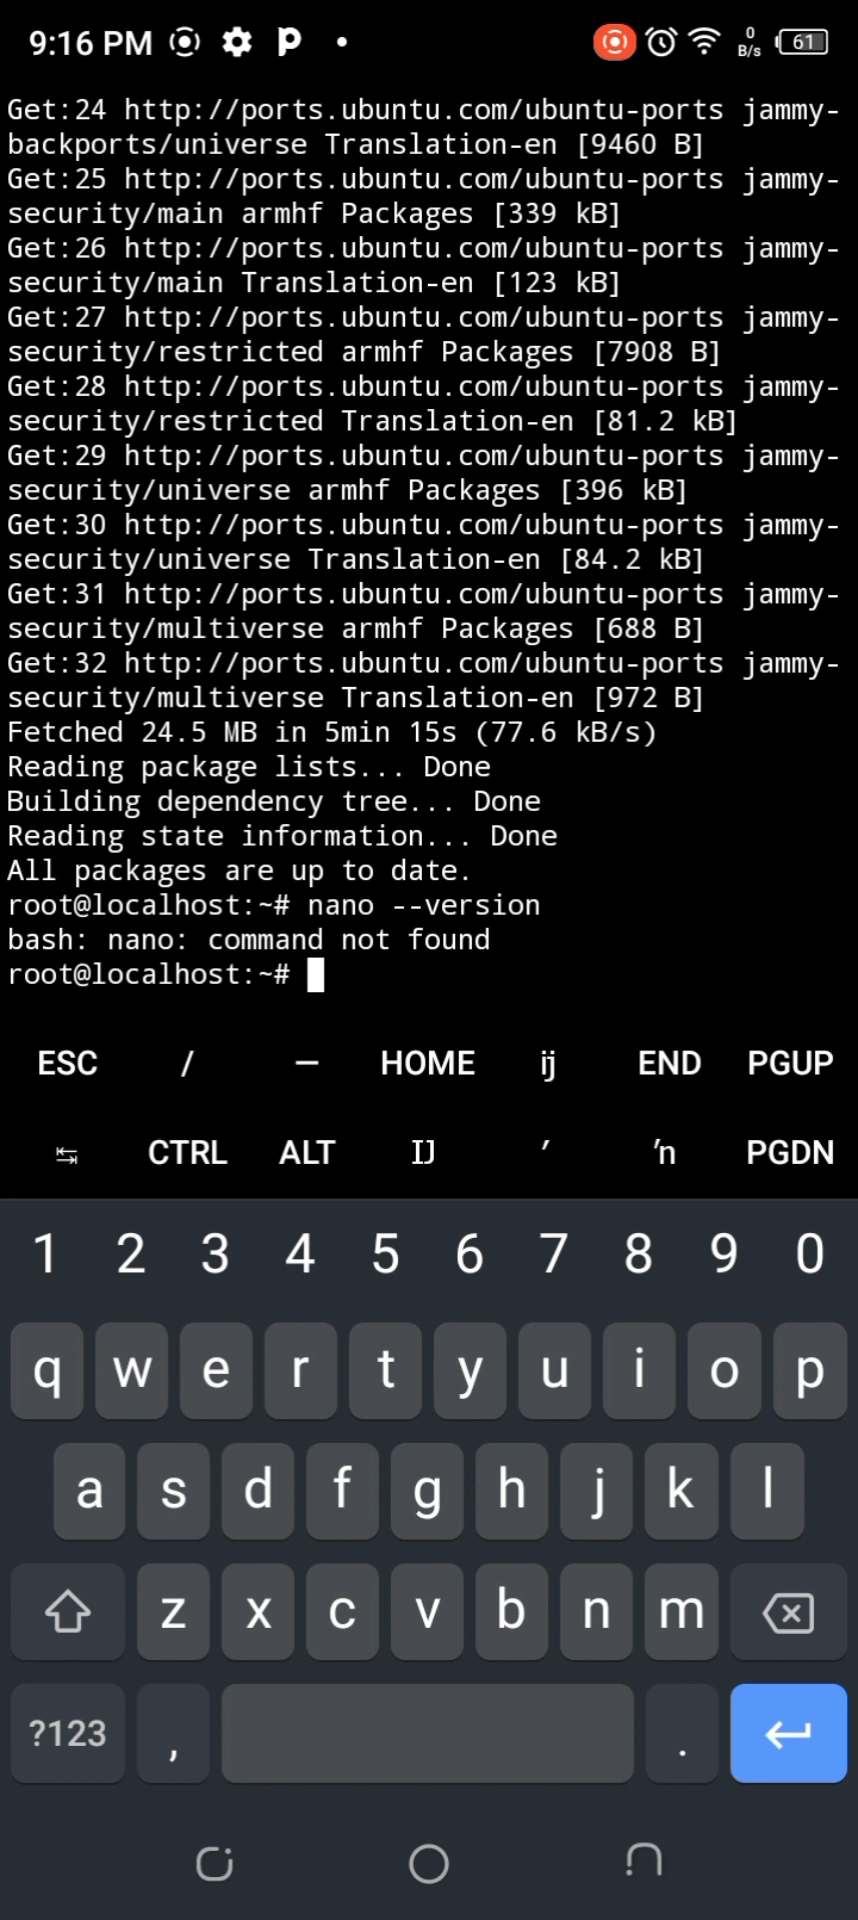 9:16 PM
0
B/s
61
Get:24 http://ports.ubuntu.com/ubuntu-ports jammy-
backports/universe Translation-en [9460 B]
Get:25 http://ports.ubuntu.com/ubuntu-ports jammy-
security/main armhf Packages [339 kB]
Get:26 http://ports.ubuntu.com/ubuntu-ports jammy-
security/main Translation-en [123 kB]
Get:27 http://ports.ubuntu.com/ubuntu-ports jammy-
security/restricted armhf Packages [7908 B]
Get:28 http://ports.ubuntu.com/ubuntu-ports jammy-
security/restricted Translation-en [81.2 kB]
Get:29 http://ports.ubuntu.com/ubuntu-ports jammy-
security/universe armhf Packages [396 kB]
Get:30 http://ports.ubuntu.com/ubuntu-ports jammy-
security/universe Translation-en [84.2 kB]
Get:31 http://ports.ubuntu.com/ubuntu-ports jammy-
security/multiverse armhf Packages [688 B]
Get:32 http://ports.ubuntu.com/ubuntu-ports jammy-
security/multiverse Translation-en [972 B]
Fetched 24.5 MB in 5min 15s (77.6 kB/s)
Reading package lists... Done
Building dependency tree... Done
Reading state information... Done
All packages are up to date.
root@localhost:~# nano --version
bash: nano: command not found
root@localhost:~#
ESC / — HOME ĳ END PGUP
↹ CTRL ALT Ĳ ′ ŉ PGDN
1 2 3 4 5 6 7 8 9 0
q w e r t y u i o p
a s d f g h j k l
z x c v b n m
?123 , .